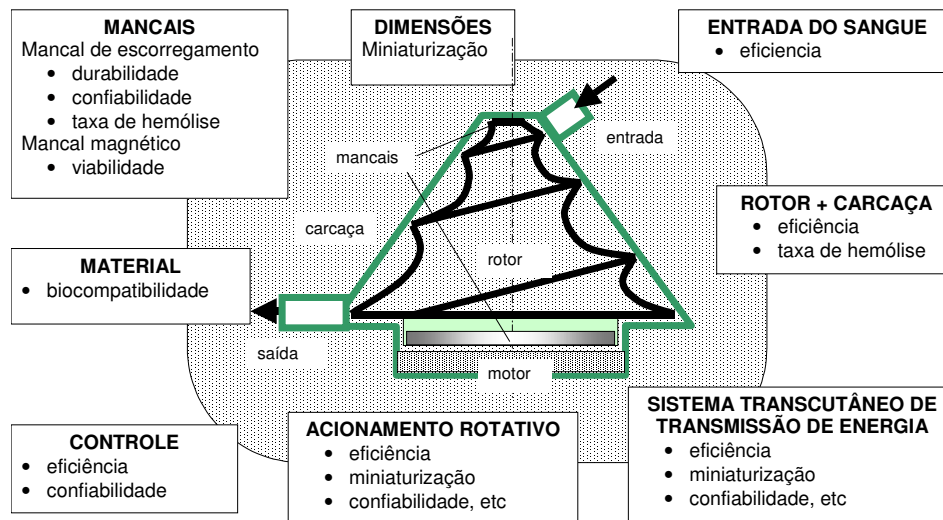 MANCAIS
Mancal de escorregamento
• durabilidade
• confiabilidade
• taxa de hemólise
Mancal magnético
• viabilidade
DIMENSÕES
Miniaturização
ENTRADA DO SANGUE
• eficiencia
entrada
mancais
carcaça
rotor
ROTOR + CARCAÇA
• eficiência
• taxa de hemólise
MATERIAL
• biocompatibilidade
saída
motor
CONTROLE
• eficiência
• confiabilidade
ACIONAMENTO ROTATIVO
• eficiência
• miniaturização
• confiabilidade, etc
SISTEMA TRANSCUTÂNEO DE
TRANSMISSÃO DE ENERGIA
• eficiência
• miniaturização
• confiabilidade, etc